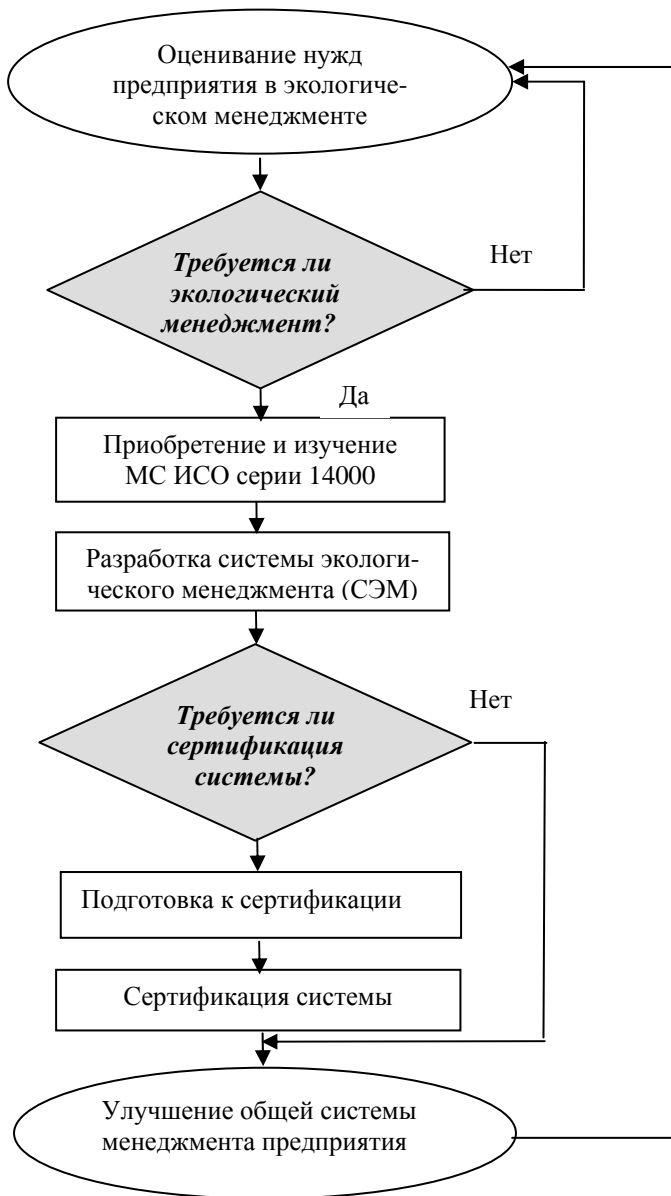 Оценивание нужд
предприятия в экологиче-
ском менеджменте
Требуется ли
экологический
менеджмент?
Нет
Да
Приобретение и изучение
МС ИСО серии 14000
Разработка системы экологи-
ческого менеджмента (СЭМ)
Требуется ли
сертификация
системы?
Нет
Подготовка к сертификации
Сертификация системы
Улучшение общей системы
менеджмента предприятия